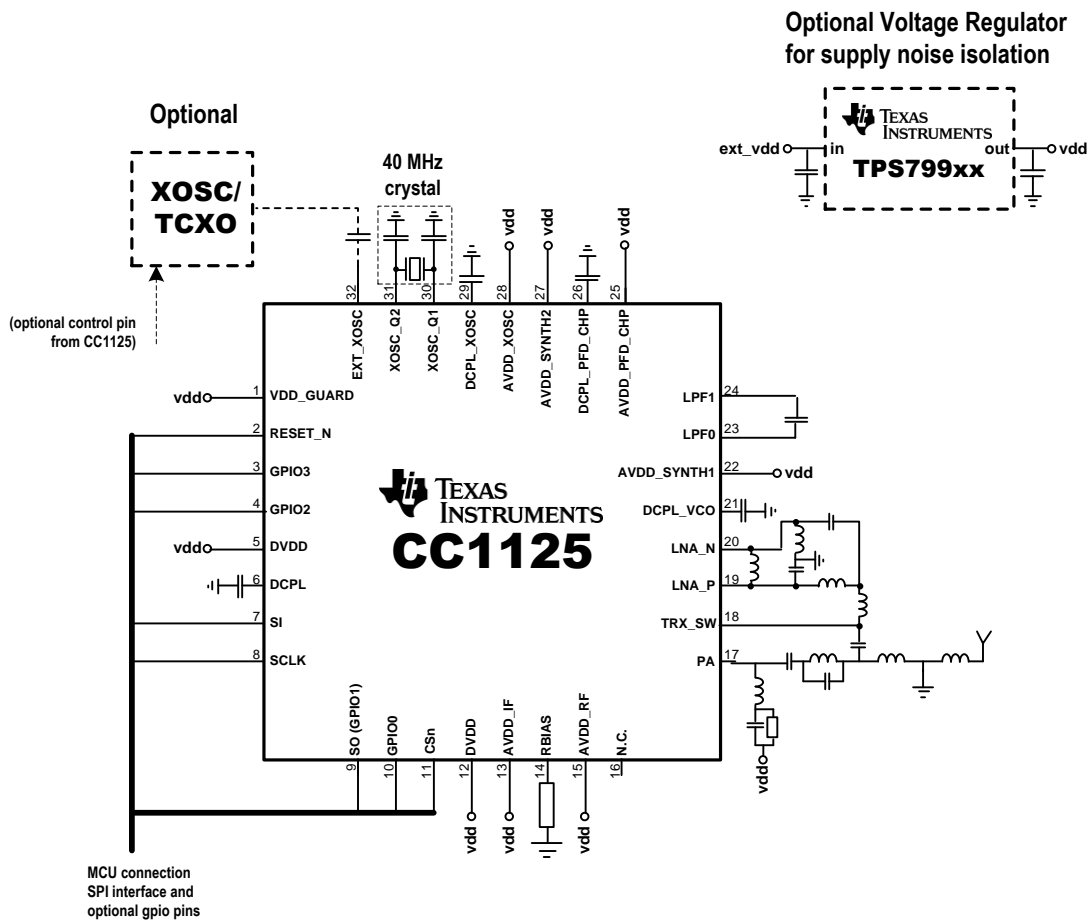 Optional Voltage Regulator
for supply noise isolation
TEXAS
INSTRUMENTS
ext_vdd
in
out
vdd
TPS799xx
Optional
XOSC/
TCXO
(optional control pin
from CC1125)
40 MHz
crystal
vdd
vdd
vdd
32
31
30
29
28
27
26
25
EXT_XOSC
XOSC_Q2
XOSC_Q1
DCPL_XOSC
AVDD_XOSC
AVDD_SYNTH2
DCPL_PFD_CHP
AVDD_PFD_CHP
vdd
1
VDD_GUARD
2
RESET_N
3
GPIO3
4
GPIO2
vdd
5
DVDD
6
DCPL
7
SI
8
SCLK
TEXAS
INSTRUMENTS
CC1125
LPF1
24
LPF0
23
AVDD_SYNTH1
22
vdd
DCPL_VCO
21
LNA_N
20
LNA_P
19
TRX_SW
18
PA
17
vdd
SO (GPIO1)
GPIO0
CSn
DVDD
AVDD_IF
RBIAS
AVDD_RF
N.C.
9
10
11
12
13
14
15
16
vdd
vdd
vdd
MCU connection
SPI interface and
optional gpio pins